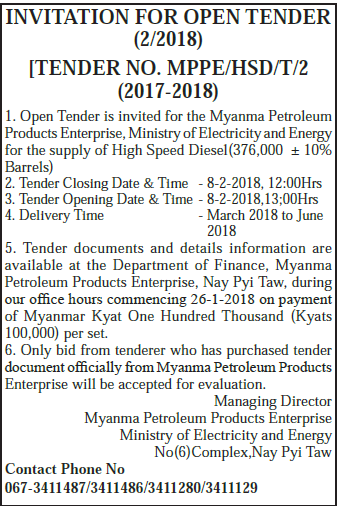 INVITATION FOR OPEN TENDER
(2/2018)
[TENDER NO. MPPE/HSD/T/2
(2017-2018)
1. Open Tender is invited for the Myanma Petroleum
Products Enterprise, Ministry of Electricity and Energy
for the supply of High Speed Diesel(376,000 ± 10%
Barrels)
2. Tender Closing Date & Time - 8-2-2018, 12:00Hrs
3. Tender Opening Date & Time - 8-2-2018,13;00Hrs
4. Delivery Time - March 2018 to June
2018
5. Tender documents and details information are
available at the Department of Finance, Myanma
Petroleum Products Enterprise, Nay Pyi Taw, during
our office hours commencing 26-1-2018 on payment
of Myanmar Kyat One Hundred Thousand (Kyats
100,000) per set.
6. Only bid from tenderer who has purchased tender
document officially from Myanma Petroleum Products
Enterprise will be accepted for evaluation.
Managing Director
Myanma Petroleum Products Enterprise
Ministry of Electricity and Energy
No(6)Complex,Nay Pyi Taw
Contact Phone No
067-3411487/3411486/3411280/3411129